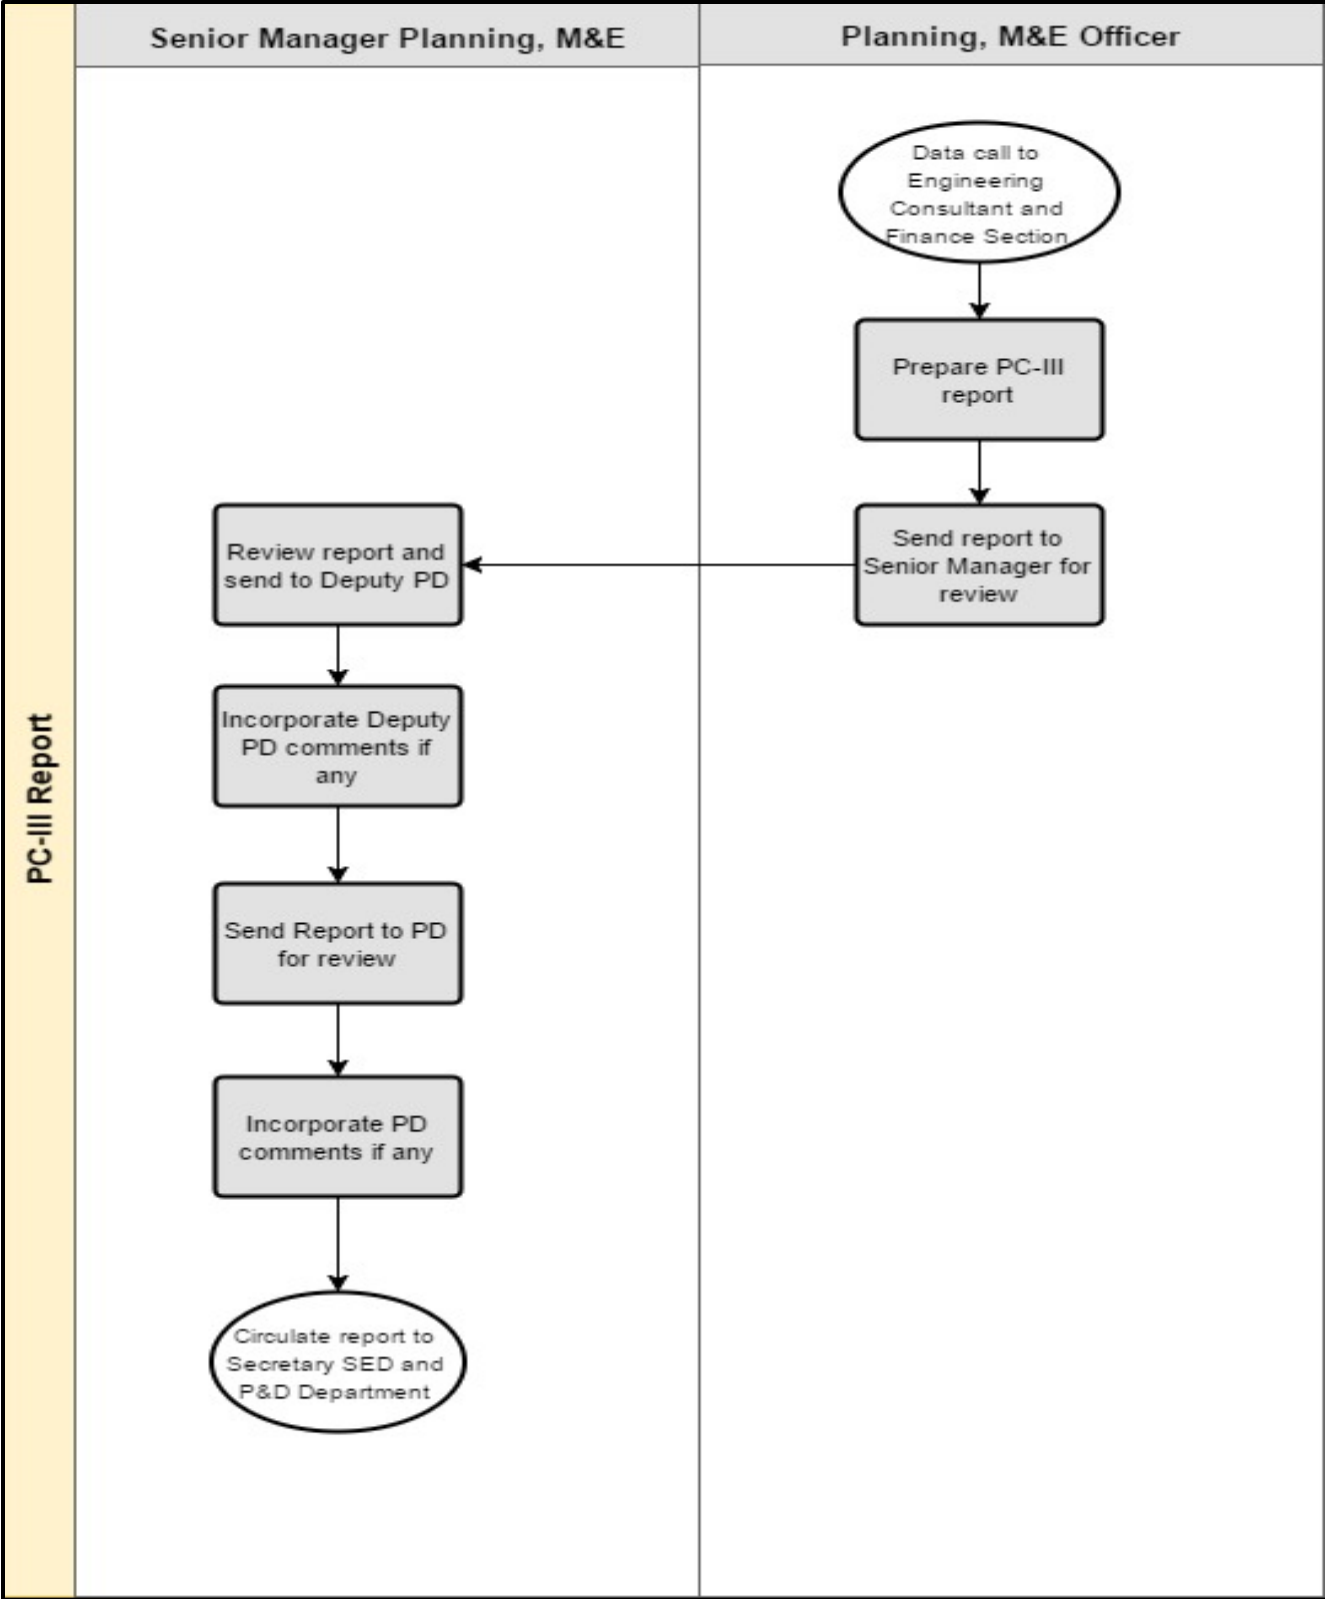 Senior Manager Planning, M&E
Planning, M&E Officer
PC-III Report
Data call to
Engineering
Consultant and
Finance Section
Prepare PC-III
report
Send report to
Senior Manager for
review
Review report and
send to Deputy PD
Incorporate Deputy
PD comments if
any
Send Report to PD
for review
Incorporate PD
comments if any
Circulate report to
Secretary SED and
P&D Department